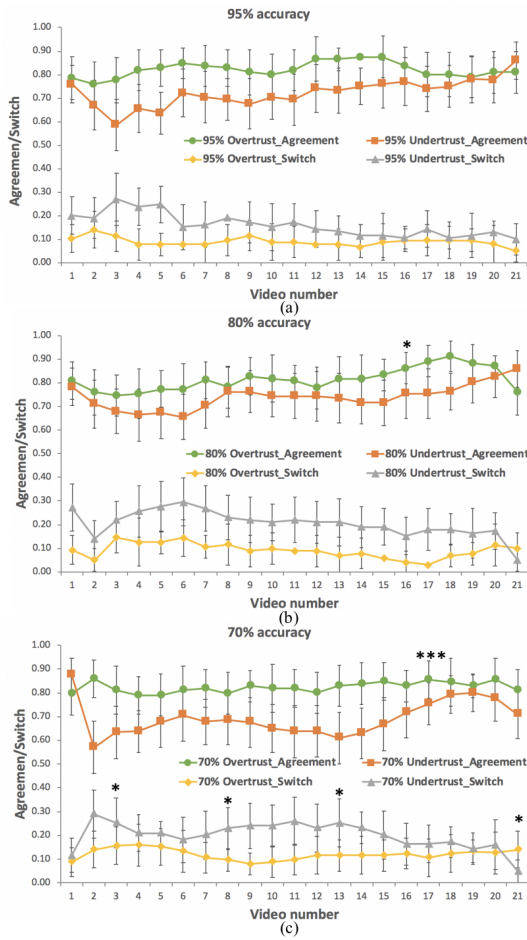 95% accuracy
1.00
0.90
0.80
0.70
0.60
0.50
0.40
0.30
0.20
0.10
0.00
Agreemen/Switch
95% Overtrust_Agreement 95% Undertrust_Agreement
95% Overtrust_Switch 95% Undertrust_Switch
1 2 3 4 5 6 7 8 9 10 11 12 13 14 15 16 17 18 19 20 21
Video number
(a)
80% accuracy
1.00
0.90
0.80
0.70
0.60
0.50
0.40
0.30
0.20
0.10
0.00
Agreemen/Switch
*
80% Overtrust_Agreement 80% Undertrust_Agreement
80% Overtrust_Switch 80% Undertrust_Switch
1 2 3 4 5 6 7 8 9 10 11 12 13 14 15 16 17 18 19 20 21
Video number
(b)
70% accuracy
1.00
0.90
0.80
0.70
0.60
0.50
0.40
0.30
0.20
0.10
0.00
Agreemen/Switch
***
70% Overtrust_Agreement 70% Undertrust_Agreement
70% Overtrust_Switch 70% Undertrust_Switch
* * * *
1 2 3 4 5 6 7 8 9 10 11 12 13 14 15 16 17 18 19 20 21
Video number
(c)